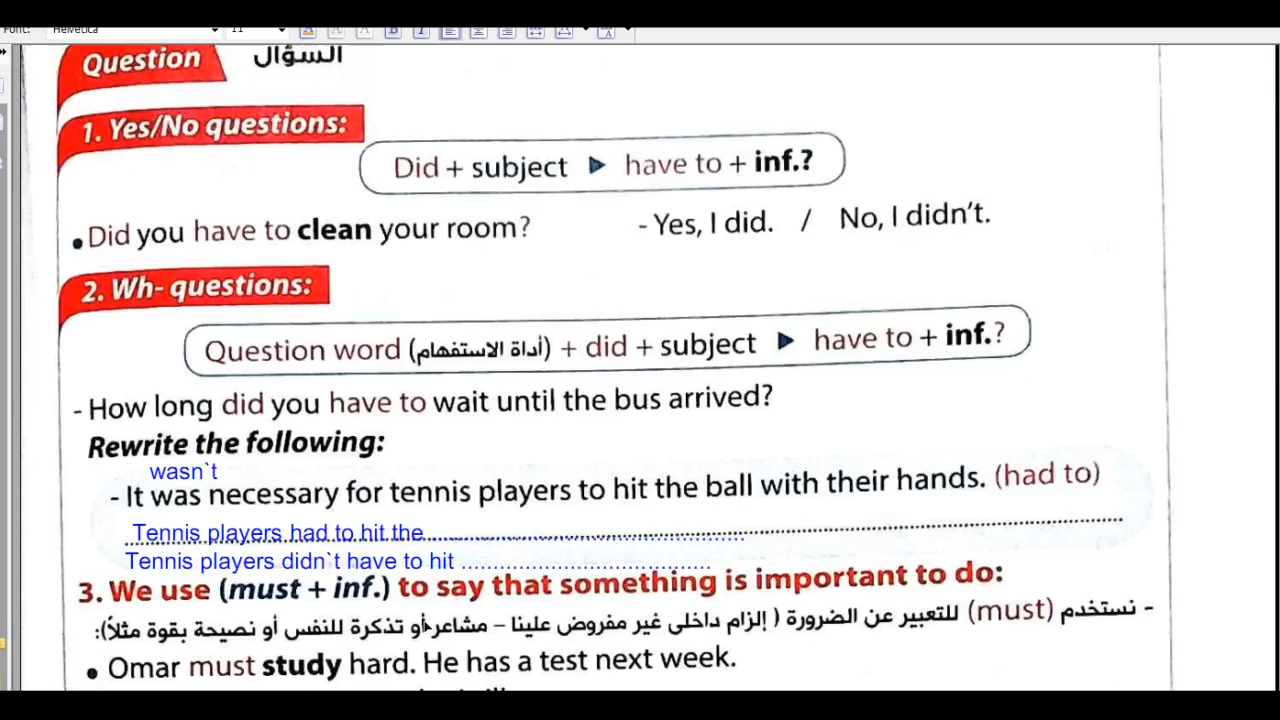 Font: Helvetica 11
Question السؤال
1. Yes/No questions:
Did + subject ▶ have to + inf.?
• Did you have to clean your room? - Yes, I did. / No, I didn't.
2. Wh- questions:
Question word (أداة الاستفهام) + did + subject ▶ have to + inf.?
- How long did you have to wait until the bus arrived?
Rewrite the following:
wasn`t
- It was necessary for tennis players to hit the ball with their hands. (had to)
Tennis players had to hit the
Tennis players didn`t have to hit
3. We use (must + inf.) to say that something is important to do:
- نستخدم (must) للتعبير عن الضرورة ( إلزام داخلى غير مفروض علينا – مشاعر أو تذكرة للنفس أو نصيحة بقوة مثلاً):
• Omar must study hard. He has a test next week.